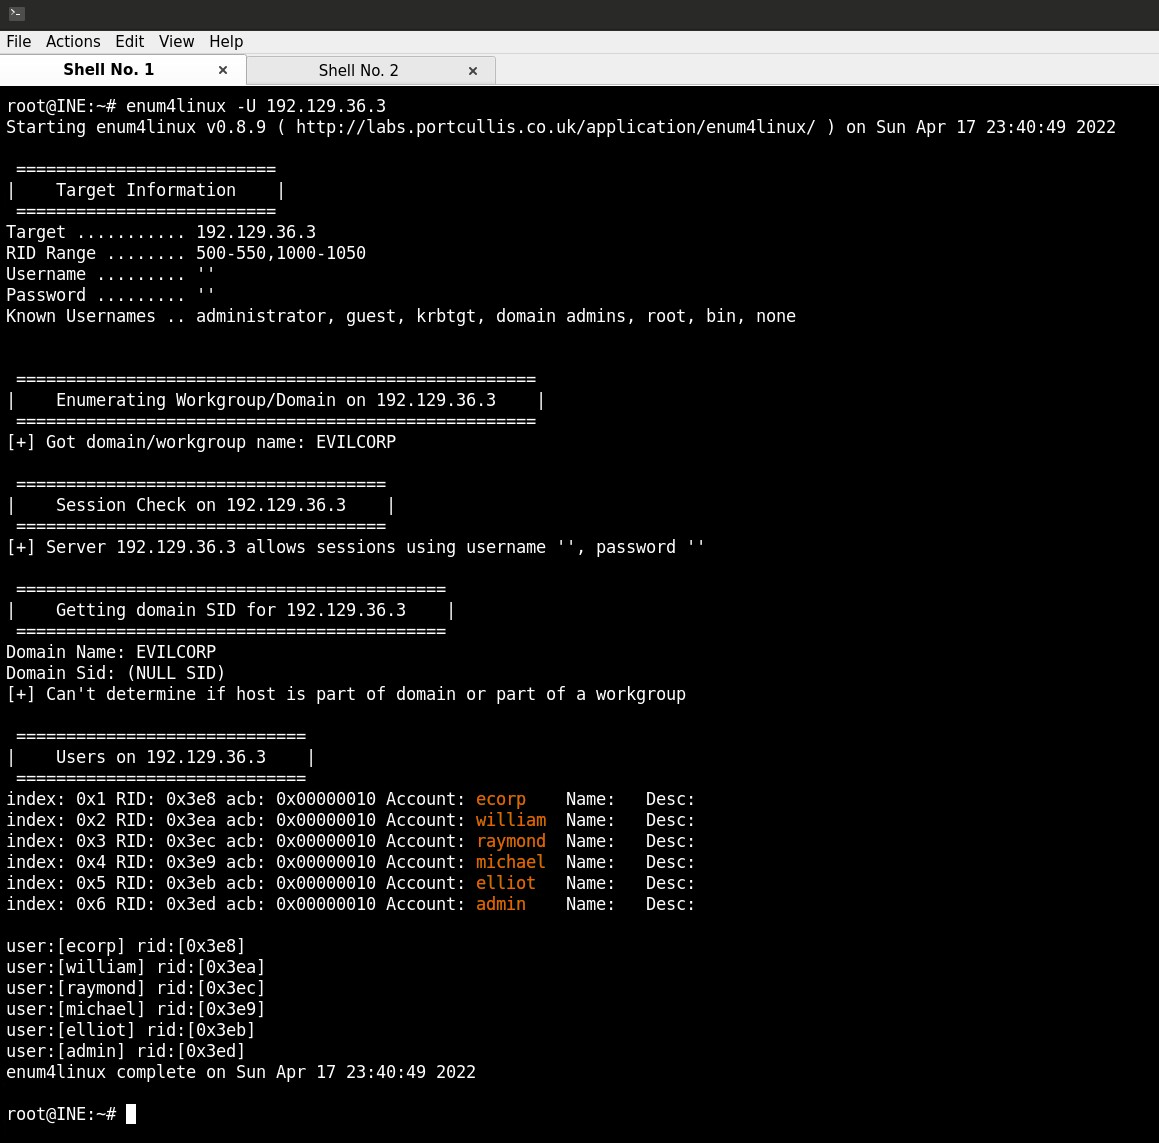 File Actions Edit View Help
Shell No. 1 × Shell No. 2 ×
root@INE:~# enum4linux -U 192.129.36.3
Starting enum4linux v0.8.9 ( http://labs.portcullis.co.uk/application/enum4linux/ ) on Sun Apr 17 23:40:49 2022

 ==========================
|    Target Information    |
 ==========================
Target ........... 192.129.36.3
RID Range ........ 500-550,1000-1050
Username ......... ''
Password ......... ''
Known Usernames .. administrator, guest, krbtgt, domain admins, root, bin, none


 ====================================================
|    Enumerating Workgroup/Domain on 192.129.36.3    |
 ====================================================
[+] Got domain/workgroup name: EVILCORP

 =====================================
|    Session Check on 192.129.36.3    |
 =====================================
[+] Server 192.129.36.3 allows sessions using username '', password ''

 ===========================================
|    Getting domain SID for 192.129.36.3    |
 ===========================================
Domain Name: EVILCORP
Domain Sid: (NULL SID)
[+] Can't determine if host is part of domain or part of a workgroup

 =============================
|    Users on 192.129.36.3    |
 =============================
index: 0x1 RID: 0x3e8 acb: 0x00000010 Account: ecorp    Name:   Desc:
index: 0x2 RID: 0x3ea acb: 0x00000010 Account: william  Name:   Desc:
index: 0x3 RID: 0x3ec acb: 0x00000010 Account: raymond  Name:   Desc:
index: 0x4 RID: 0x3e9 acb: 0x00000010 Account: michael  Name:   Desc:
index: 0x5 RID: 0x3eb acb: 0x00000010 Account: elliot   Name:   Desc:
index: 0x6 RID: 0x3ed acb: 0x00000010 Account: admin    Name:   Desc:

user:[ecorp] rid:[0x3e8]
user:[william] rid:[0x3ea]
user:[raymond] rid:[0x3ec]
user:[michael] rid:[0x3e9]
user:[elliot] rid:[0x3eb]
user:[admin] rid:[0x3ed]
enum4linux complete on Sun Apr 17 23:40:49 2022

root@INE:~#